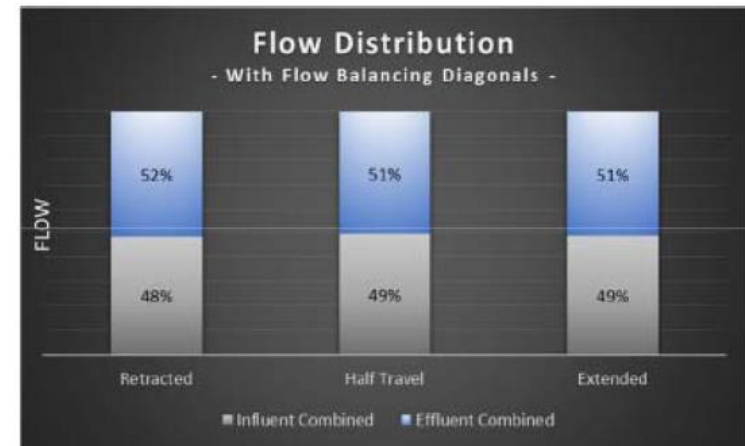 Flow Distribution
- With Flow Balancing Diagonals -
52% 51% 51%
FLOW
48% 49% 49%
Retracted Half Travel Extended
Influent Combined Effluent Combined